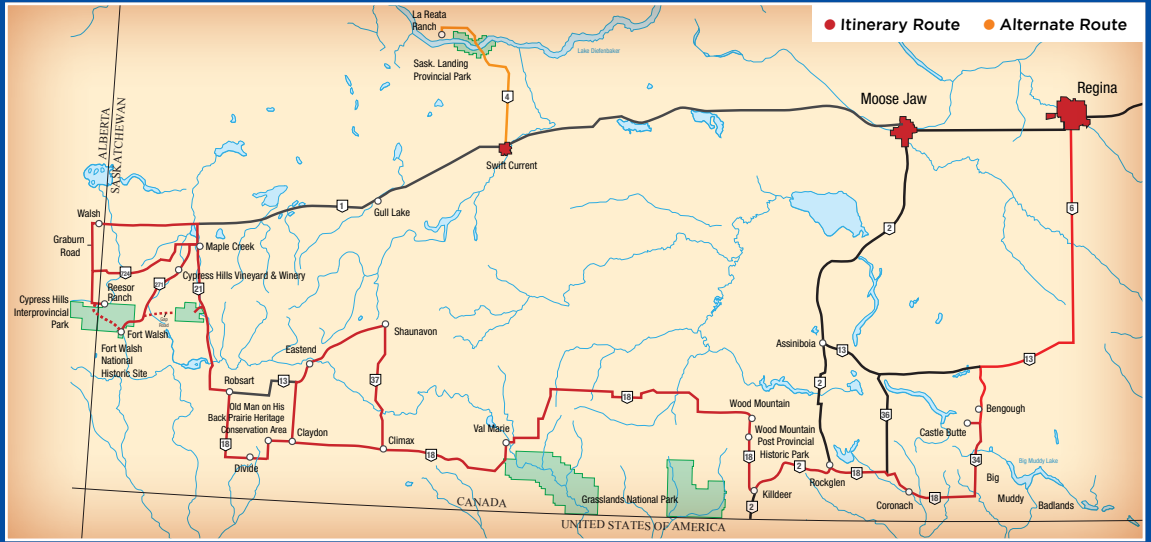 Itinerary Route
Alternate Route
La Reata
Ranch
Lake Diefenbaker
Sask. Landing
Provincial Park
4
Moose Jaw
Regina
ALBERTA
SASKATCHEWAN
Swift Current
1
Gull Lake
6
Walsh
2
Graburn
Road
Maple Creek
724
Cypress Hills Vineyard & Winery
271
21
Reesor
Ranch
Cypress Hills
Interprovincial
Park
Fort Walsh
Fort Walsh
National
Historic Site
Shaunavon
Eastend
Assiniboia
13
13
Robsart
13
37
2
Old Man on His
Back Prairie Heritage
Conservation Area
18
Wood Mountain
36
Bengough
Castle Butte
Claydon
Climax
18
Val Marie
Wood Mountain
Post Provincial
Historic Park
18
Divide
18
2
Rockglen
18
34
Big Muddy Lake
Big
Muddy
Badlands
Killdeer
Coronach
18
2
Grasslands National Park
CANADA
UNITED STATES OF AMERICA